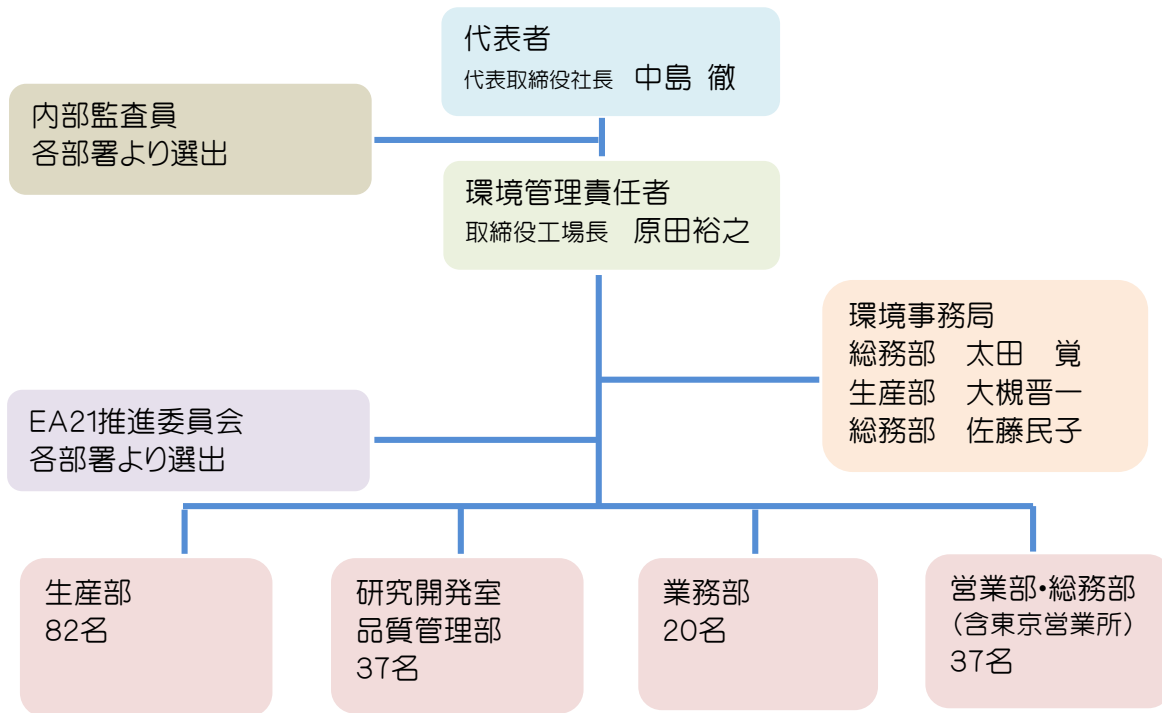 代表者
代表取締役社長 中島 徹
内部監査員
各部署より選出
環境管理責任者
取締役工場長 原田裕之
環境事務局
総務部 太田 覚
生産部 大槻晋一
総務部 佐藤民子
EA21推進委員会
各部署より選出
生産部
82名
研究開発室
品質管理部
37名
業務部
20名
営業部・総務部
(含東京営業所)
37名